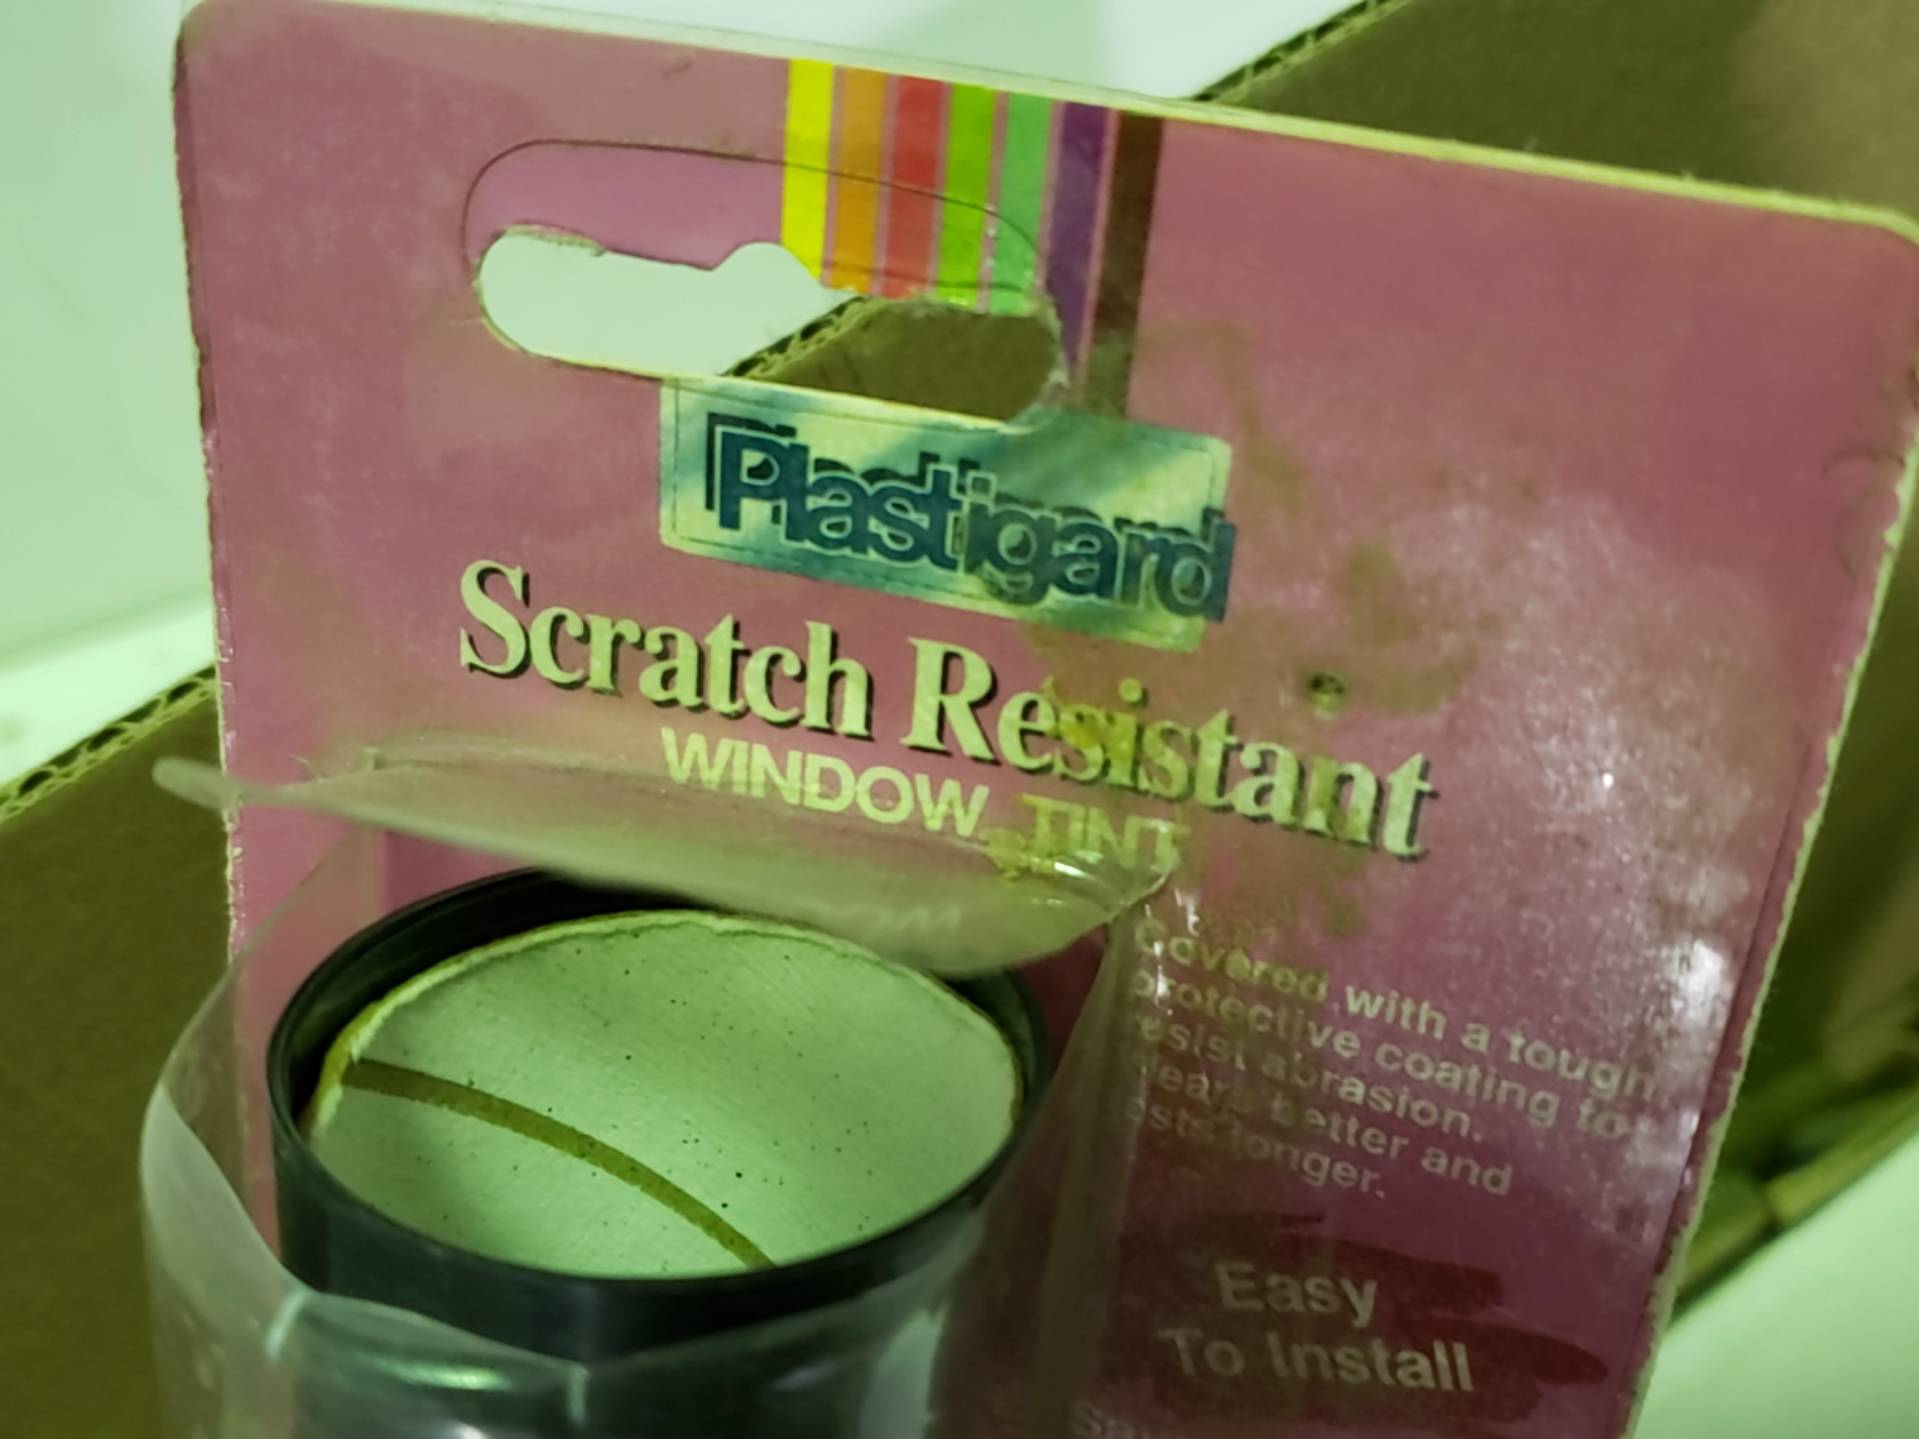 Plastigard
Scratch Resistant
WINDOW TINT
covered with a tough
protective coating to
resist abrasion.
better and
longer.
Easy
To Install